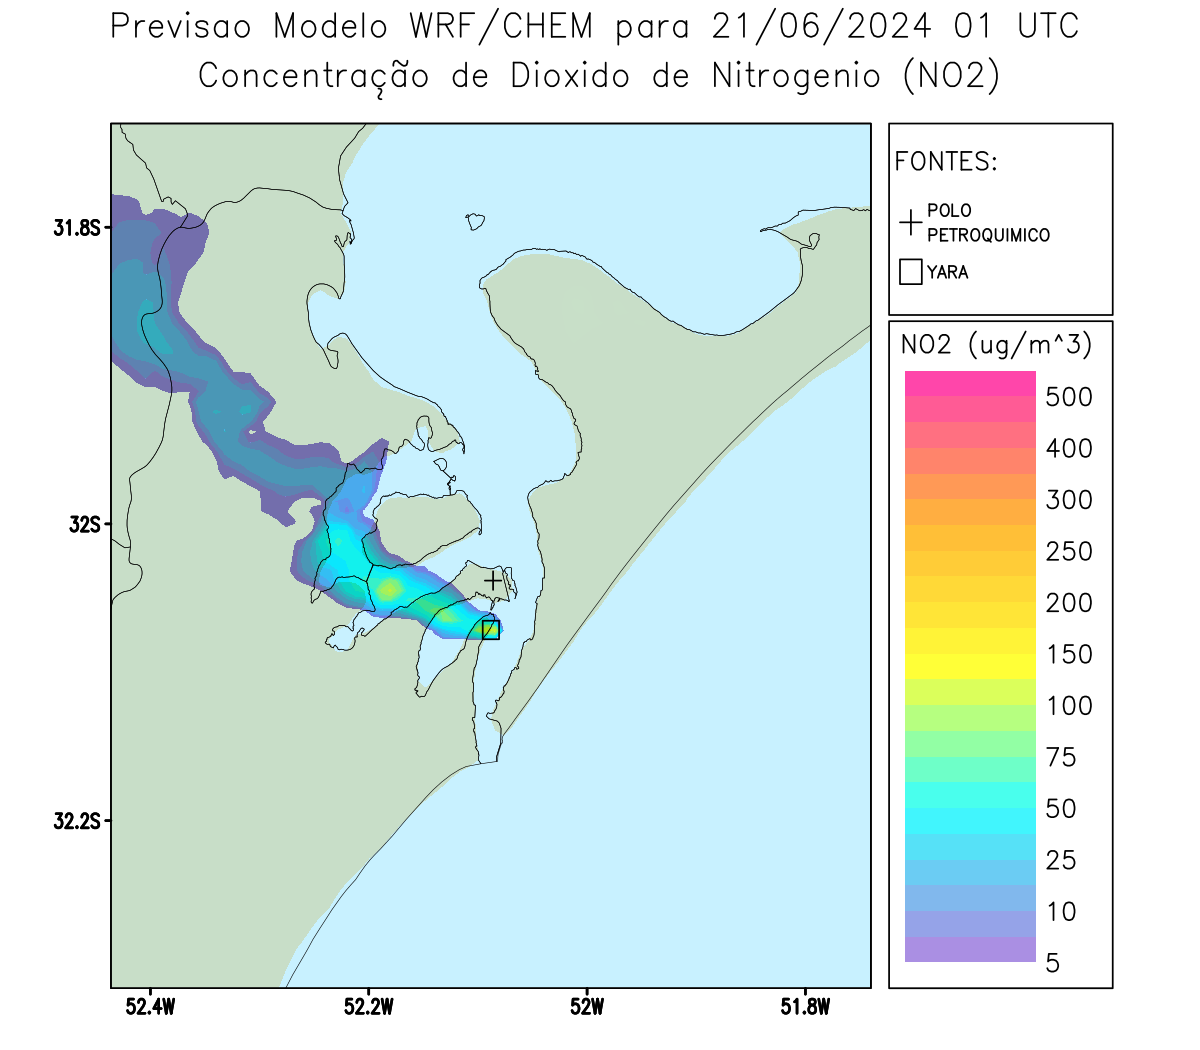 Previsao Modelo WRF/CHEM para 21/06/2024 01 UTC
Concentração de Dioxido de Nitrogenio (NO2)
FONTES:
POLO
PETROQUIMICO
YARA
NO2 (ug/m^3)
500
400
300
250
200
150
100
75
50
25
10
5
31.8S
32S
32.2S
52.4W
52.2W
52W
51.8W